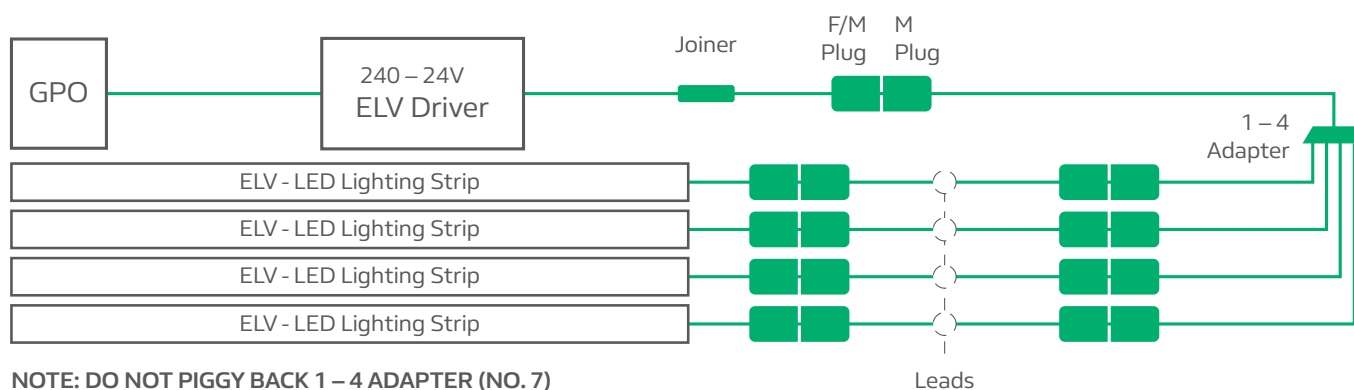 GPO
240 – 24V
ELV Driver
Joiner
F/M
Plug
M
Plug
1 – 4
Adapter
ELV - LED Lighting Strip
ELV - LED Lighting Strip
ELV - LED Lighting Strip
ELV - LED Lighting Strip
NOTE: DO NOT PIGGY BACK 1 – 4 ADAPTER (NO. 7)
Leads